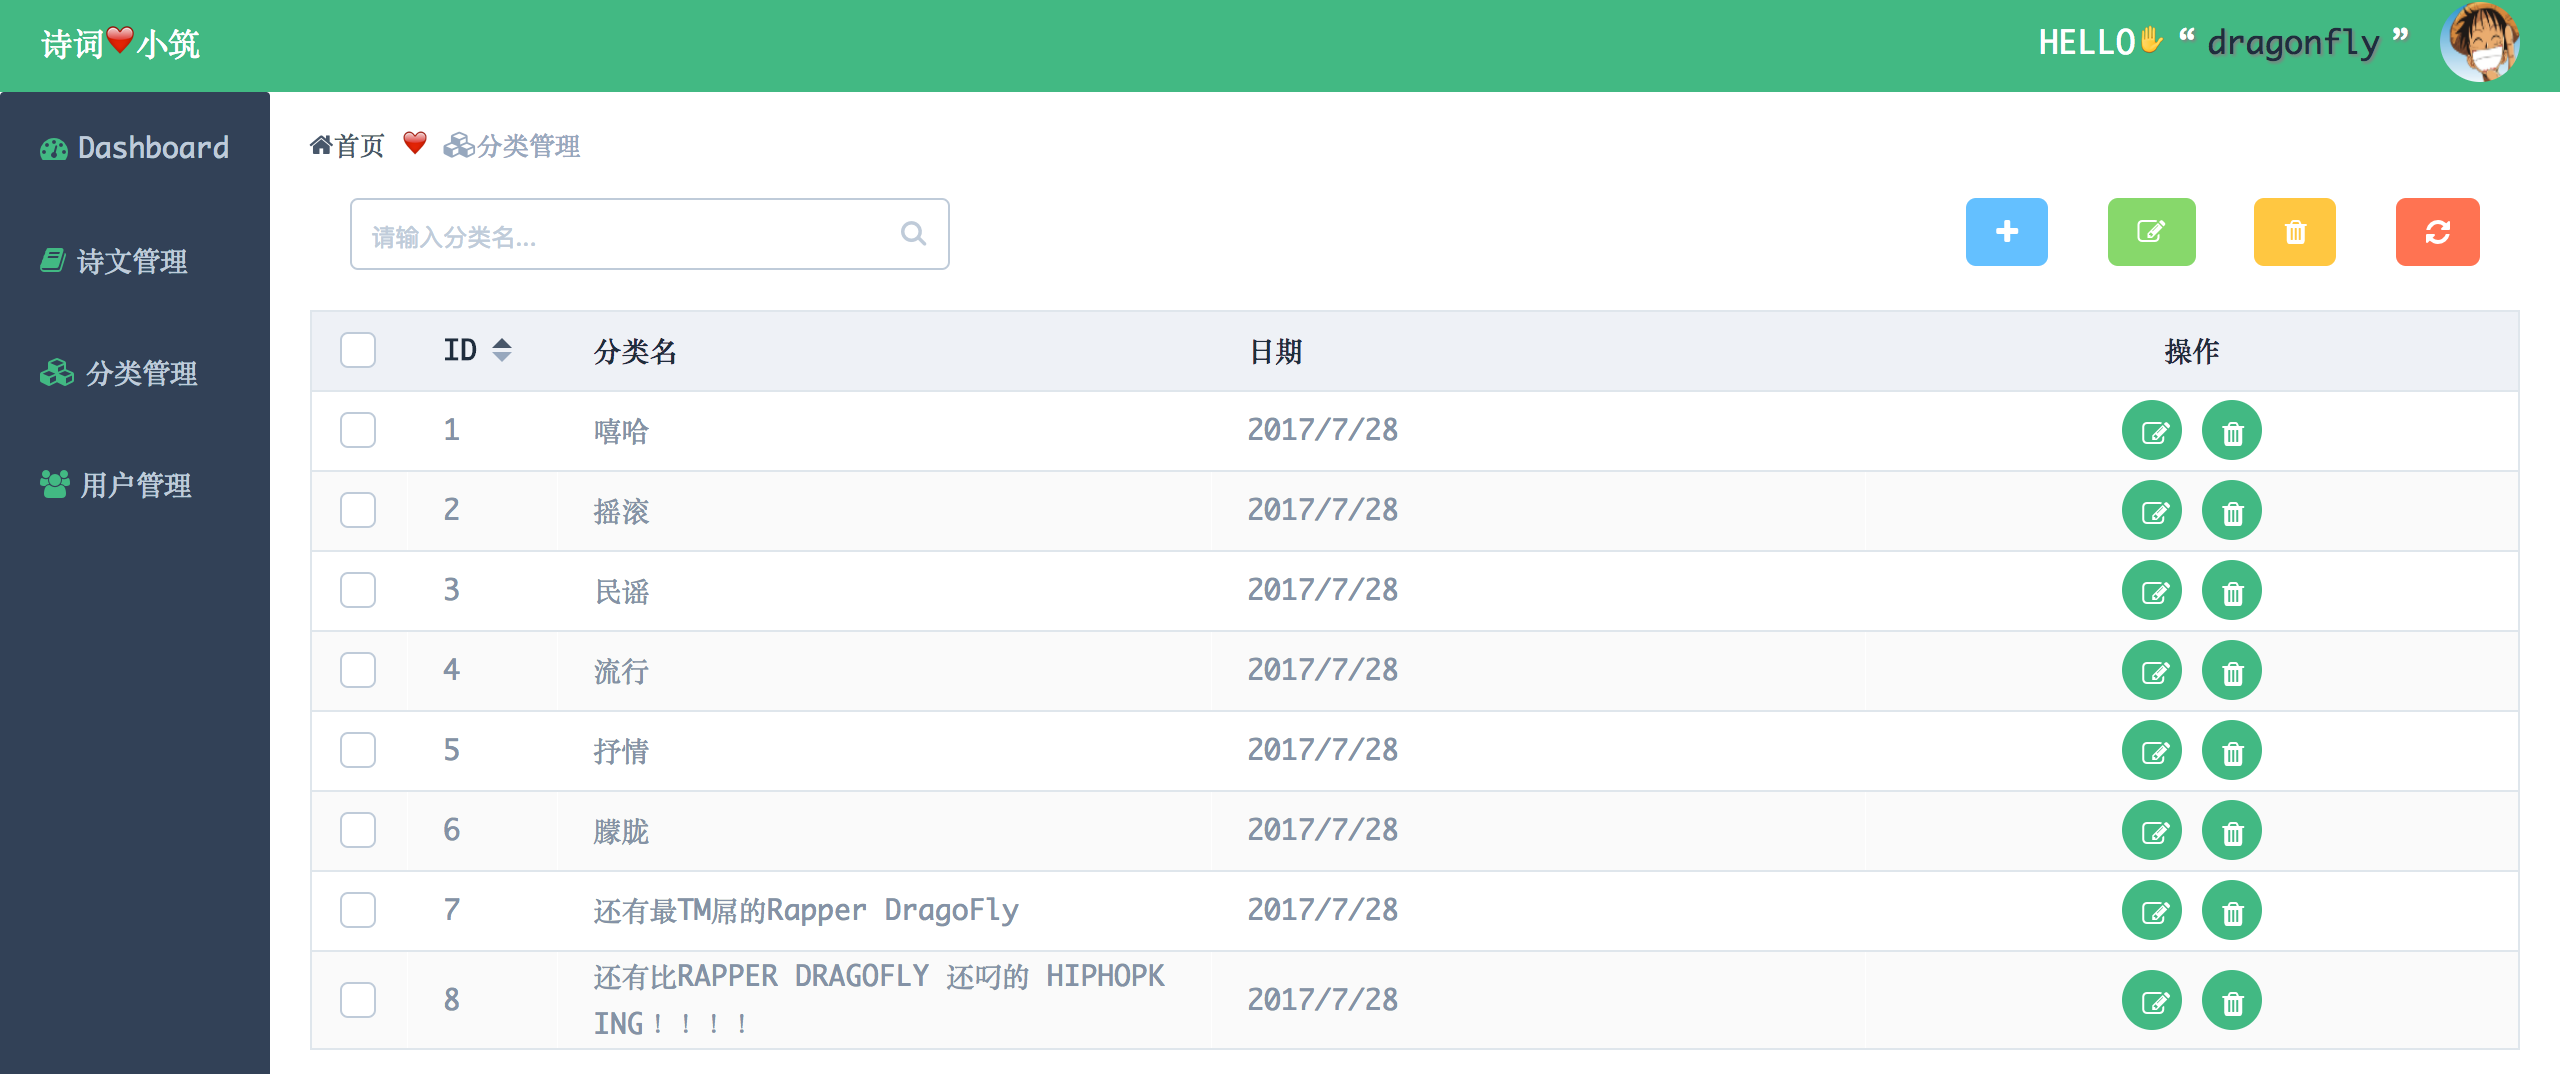 诗词❤️小筑
HELLO✋ “ dragonfly ”
Dashboard
诗文管理
分类管理
用户管理
首页 ❤️ 分类管理
请输入分类名...
ID 分类名 日期 操作
1 嘻哈 2017/7/28
2 摇滚 2017/7/28
3 民谣 2017/7/28
4 流行 2017/7/28
5 抒情 2017/7/28
6 朦胧 2017/7/28
7 还有最TM屌的Rapper DragoFly 2017/7/28
8 还有比RAPPER DRAGOFLY 还叼的 HIPHOPK 2017/7/28
ING！！！！